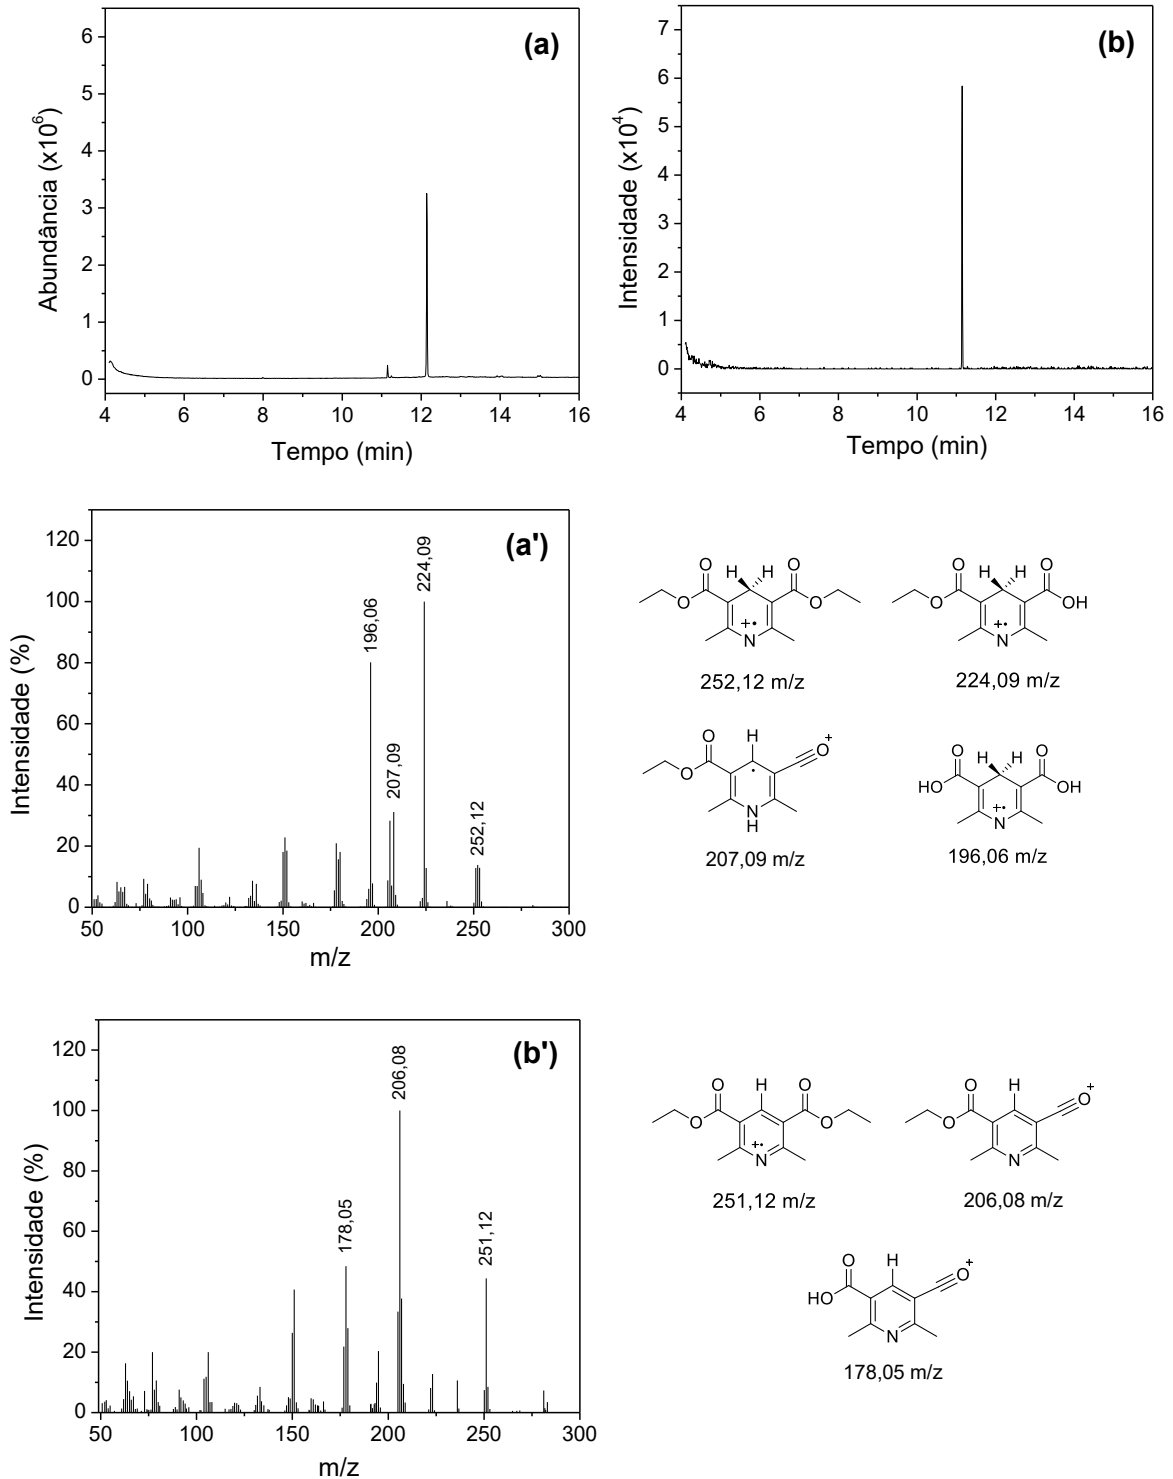 (a)
Abundância (x10⁶)
6
5
4
3
2
1
0
4 6 8 10 12 14 16
Tempo (min)
(b)
Intensidade (x10⁴)
7
6
5
4
3
2
1
0
4 6 8 10 12 14 16
Tempo (min)
(a')
Intensidade (%)
120
100
80
60
40
20
0
196,06
207,09
224,09
252,12
50 100 150 200 250 300
m/z
O H H O
O O
+•
N
252,12 m/z
O H H O
O OH
+•
N
224,09 m/z
O H O +
O •
N
H
207,09 m/z
O H H O
HO OH
+•
N
196,06 m/z
(b')
Intensidade (%)
120
100
80
60
40
20
0
178,05
206,08
251,12
50 100 150 200 250 300
m/z
O H O
O O
+•
N
251,12 m/z
O H O +
O
N
206,08 m/z
O H O +
HO
N
178,05 m/z